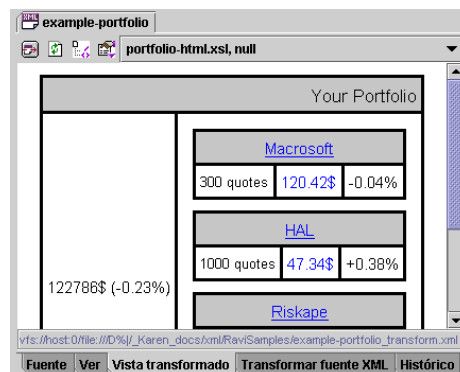 XML example-portfolio
portfolio-html.xsl, null
Your Portfolio
Macrosoft
300 quotes 120.42$ -0.04%
HAL
1000 quotes 47.34$ +0.38%
122786$ (-0.23%)
Riskape
vfs://host:0/file:///D%|/_Karen_docs/xml/RaviSamples/example-portfolio_transform.xml
Fuente Ver Vista transformado Transformar fuente XML Histórico